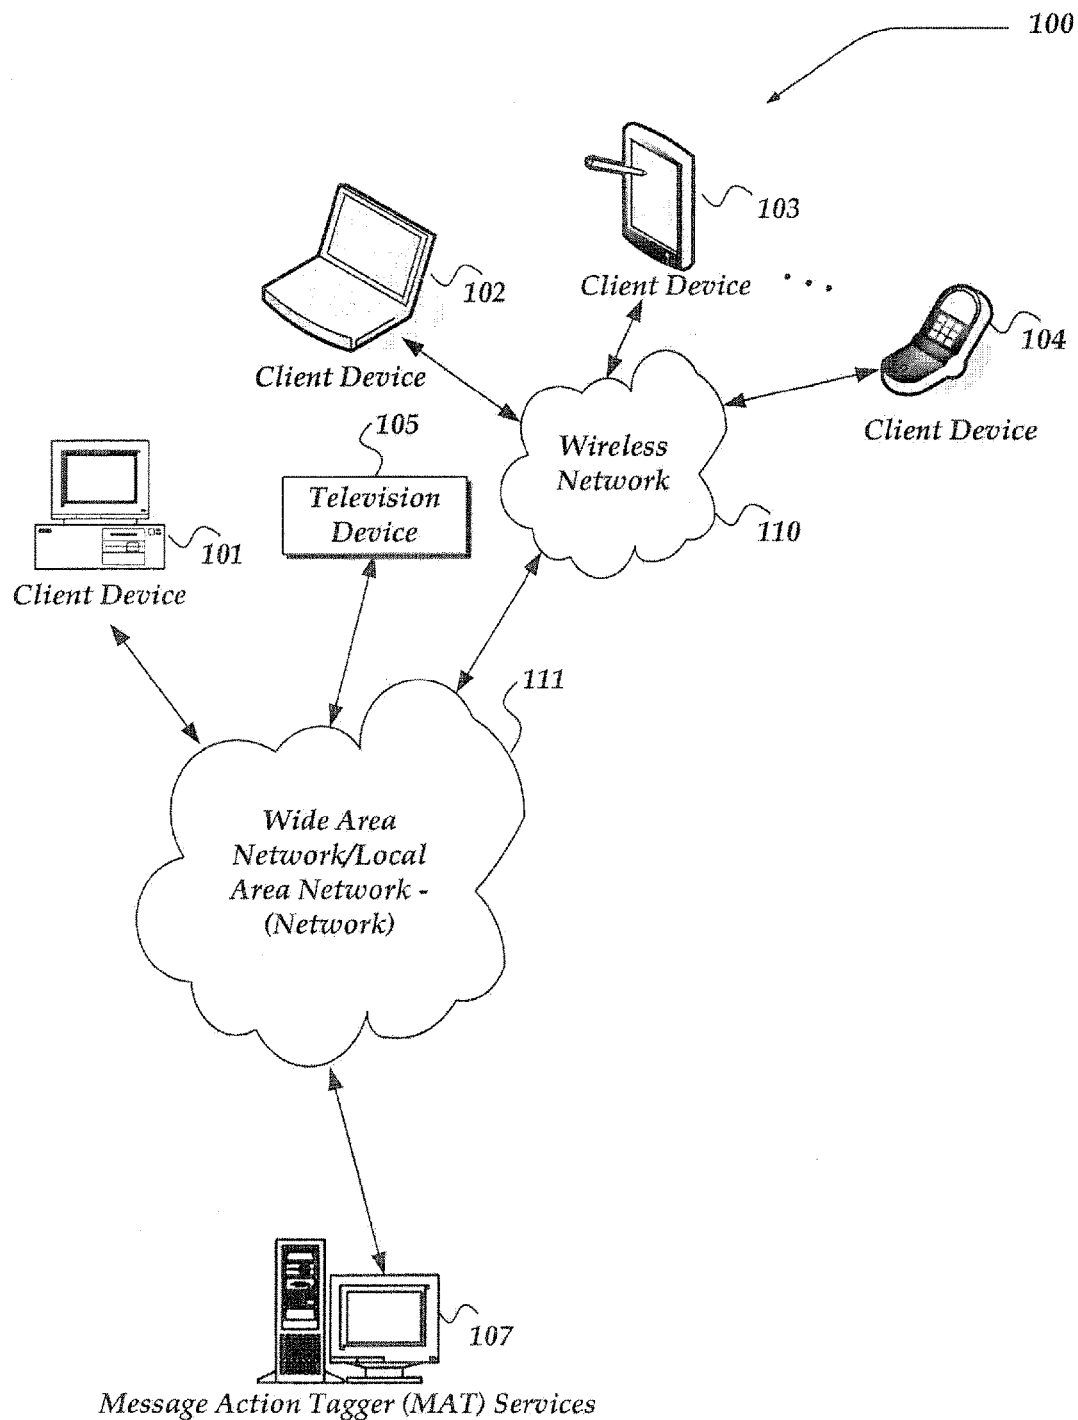 100
103
Client Device
. . .
102
Client Device
104
Client Device
105
Television
Device
Wireless
Network
110
101
Client Device
111
Wide Area
Network/Local
Area Network -
(Network)
107
Message Action Tagger (MAT) Services